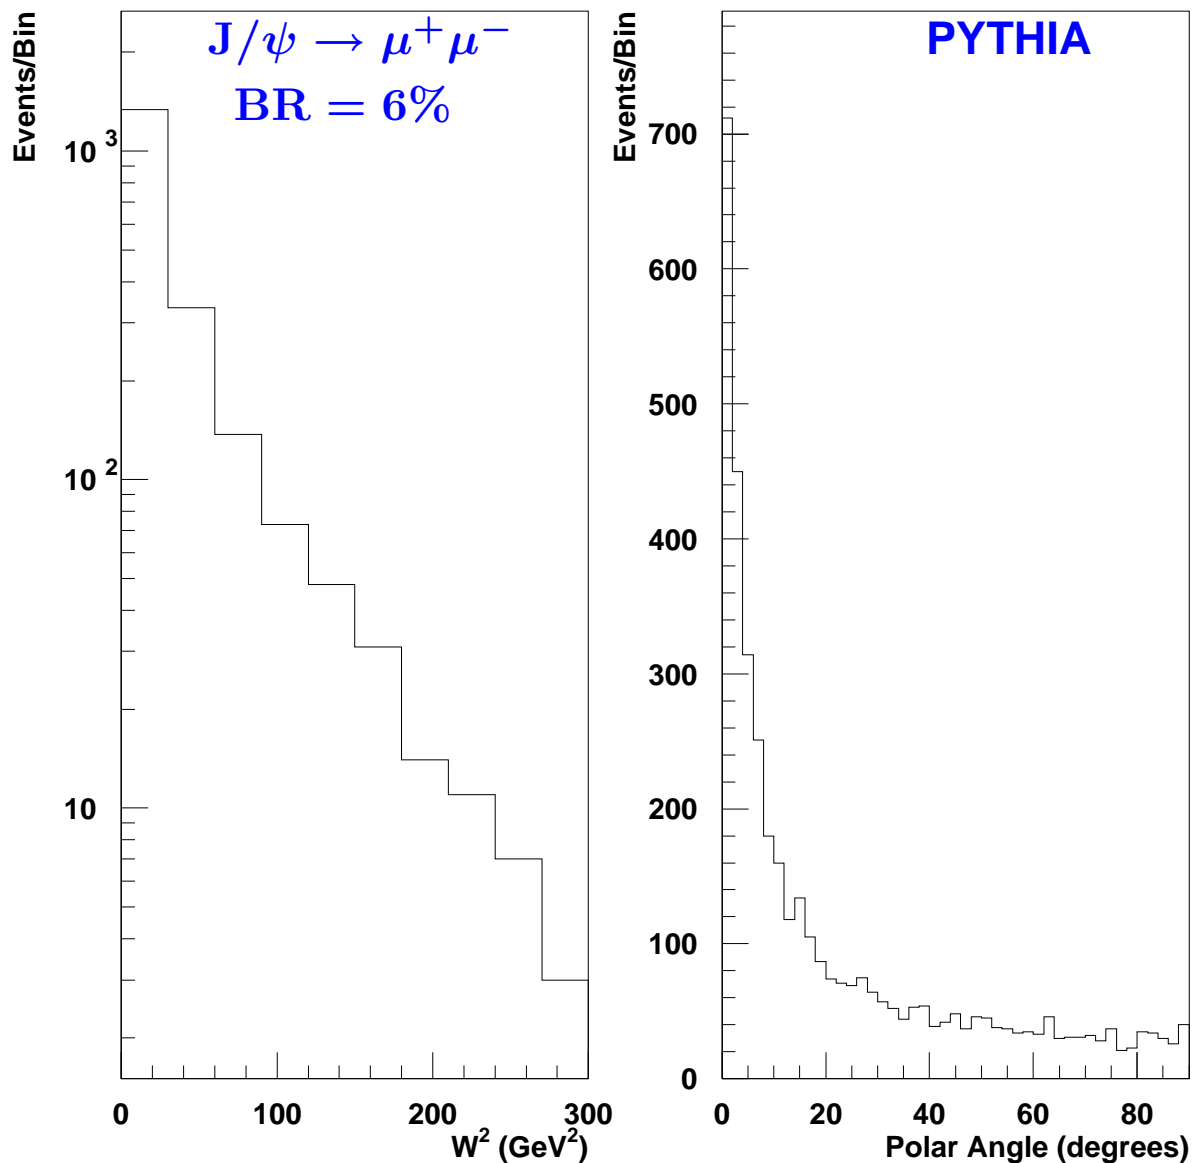 Events/Bin
J/ψ → μ⁺μ⁻
BR = 6%
10³
10²
10
0 100 200 300
W² (GeV²)
Events/Bin
PYTHIA
700
600
500
400
300
200
100
0
0 20 40 60 80
Polar Angle (degrees)